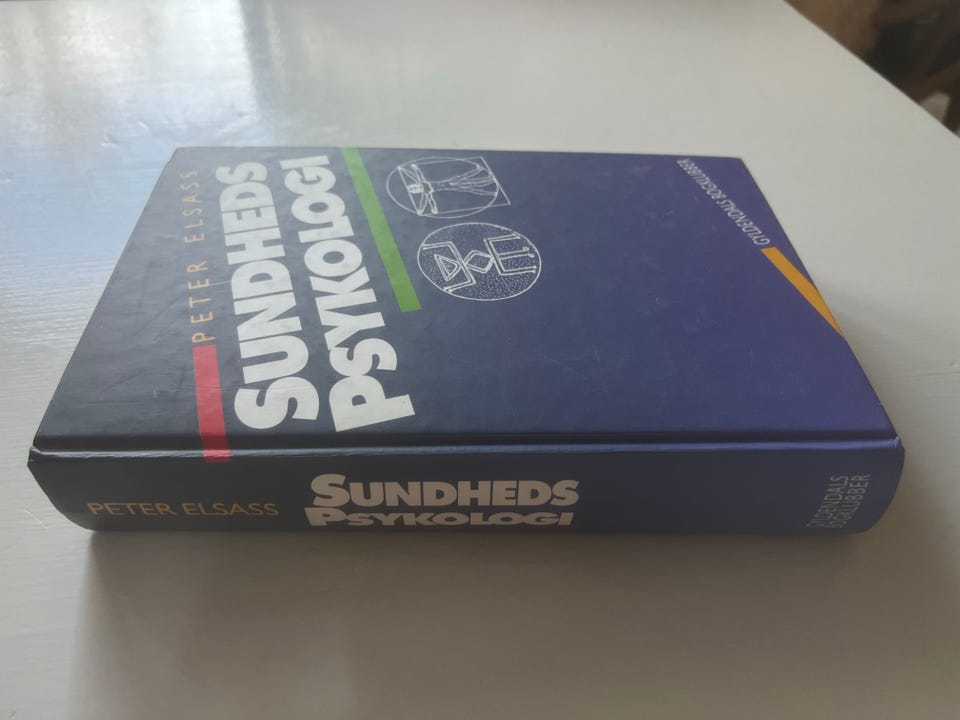 PETER ELSASS
SUNDHEDS
PSYKOLOGI
GYLDENDALS BOGKLUBBER
PETER ELSASS
SUNDHEDS
PSYKOLOGI
GYLDENDALS
BOGKLUBBER